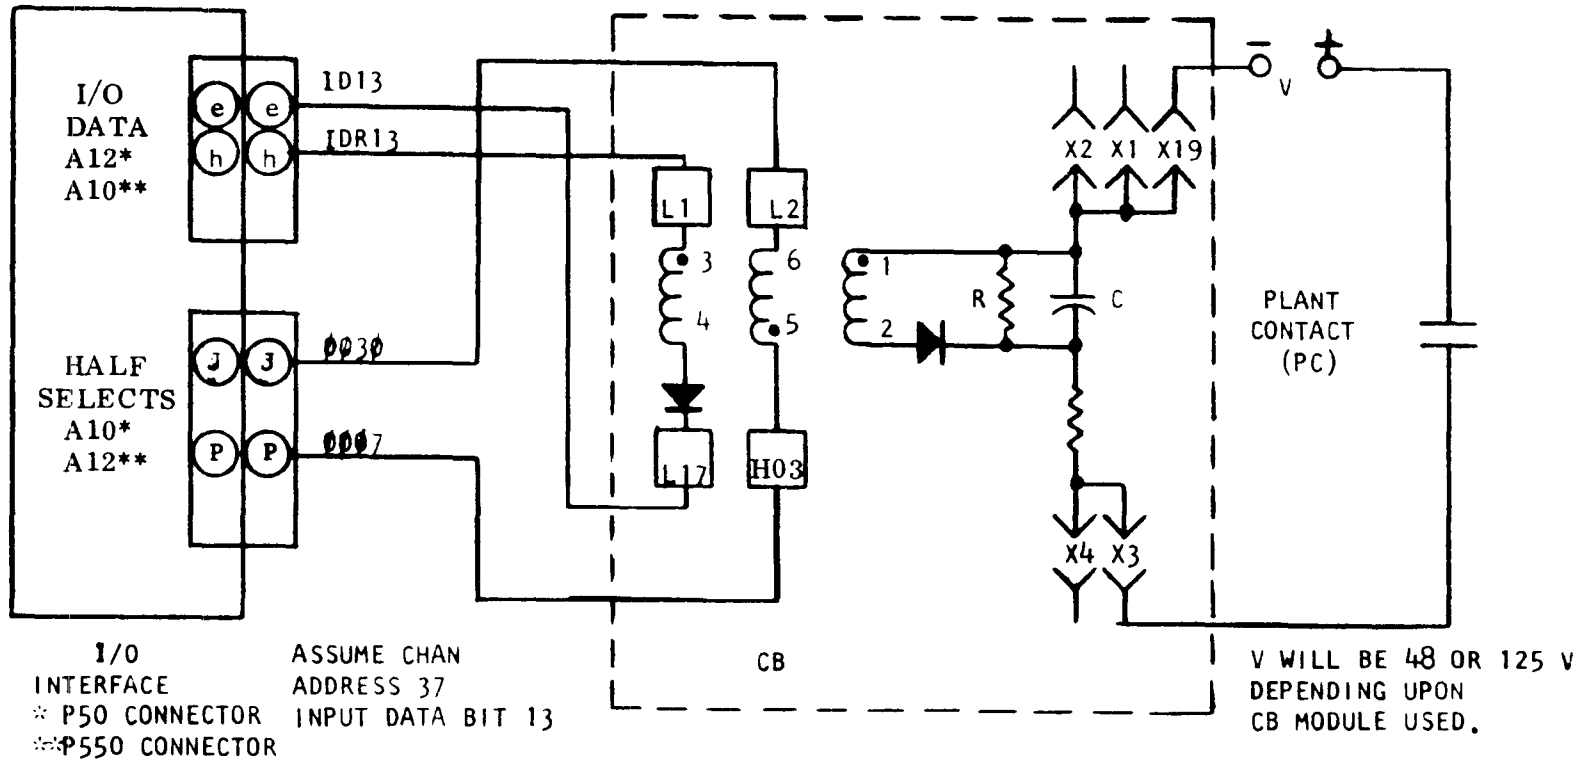 I/O
DATA
A12*
A10**
e e
h h
ID13
IDR13
HALF
SELECTS
A10*
A12**
J J
P P
ØØ3Ø
ØØØ7
L1
L2
3
4
6
5
L17
H03
1
2
R
C
X2 X1 X19
X4 X3
- +
V
PLANT
CONTACT
(PC)
CB
I/O
INTERFACE
* P50 CONNECTOR
**P550 CONNECTOR
ASSUME CHAN
ADDRESS 37
INPUT DATA BIT 13
V WILL BE 48 OR 125 V
DEPENDING UPON
CB MODULE USED.